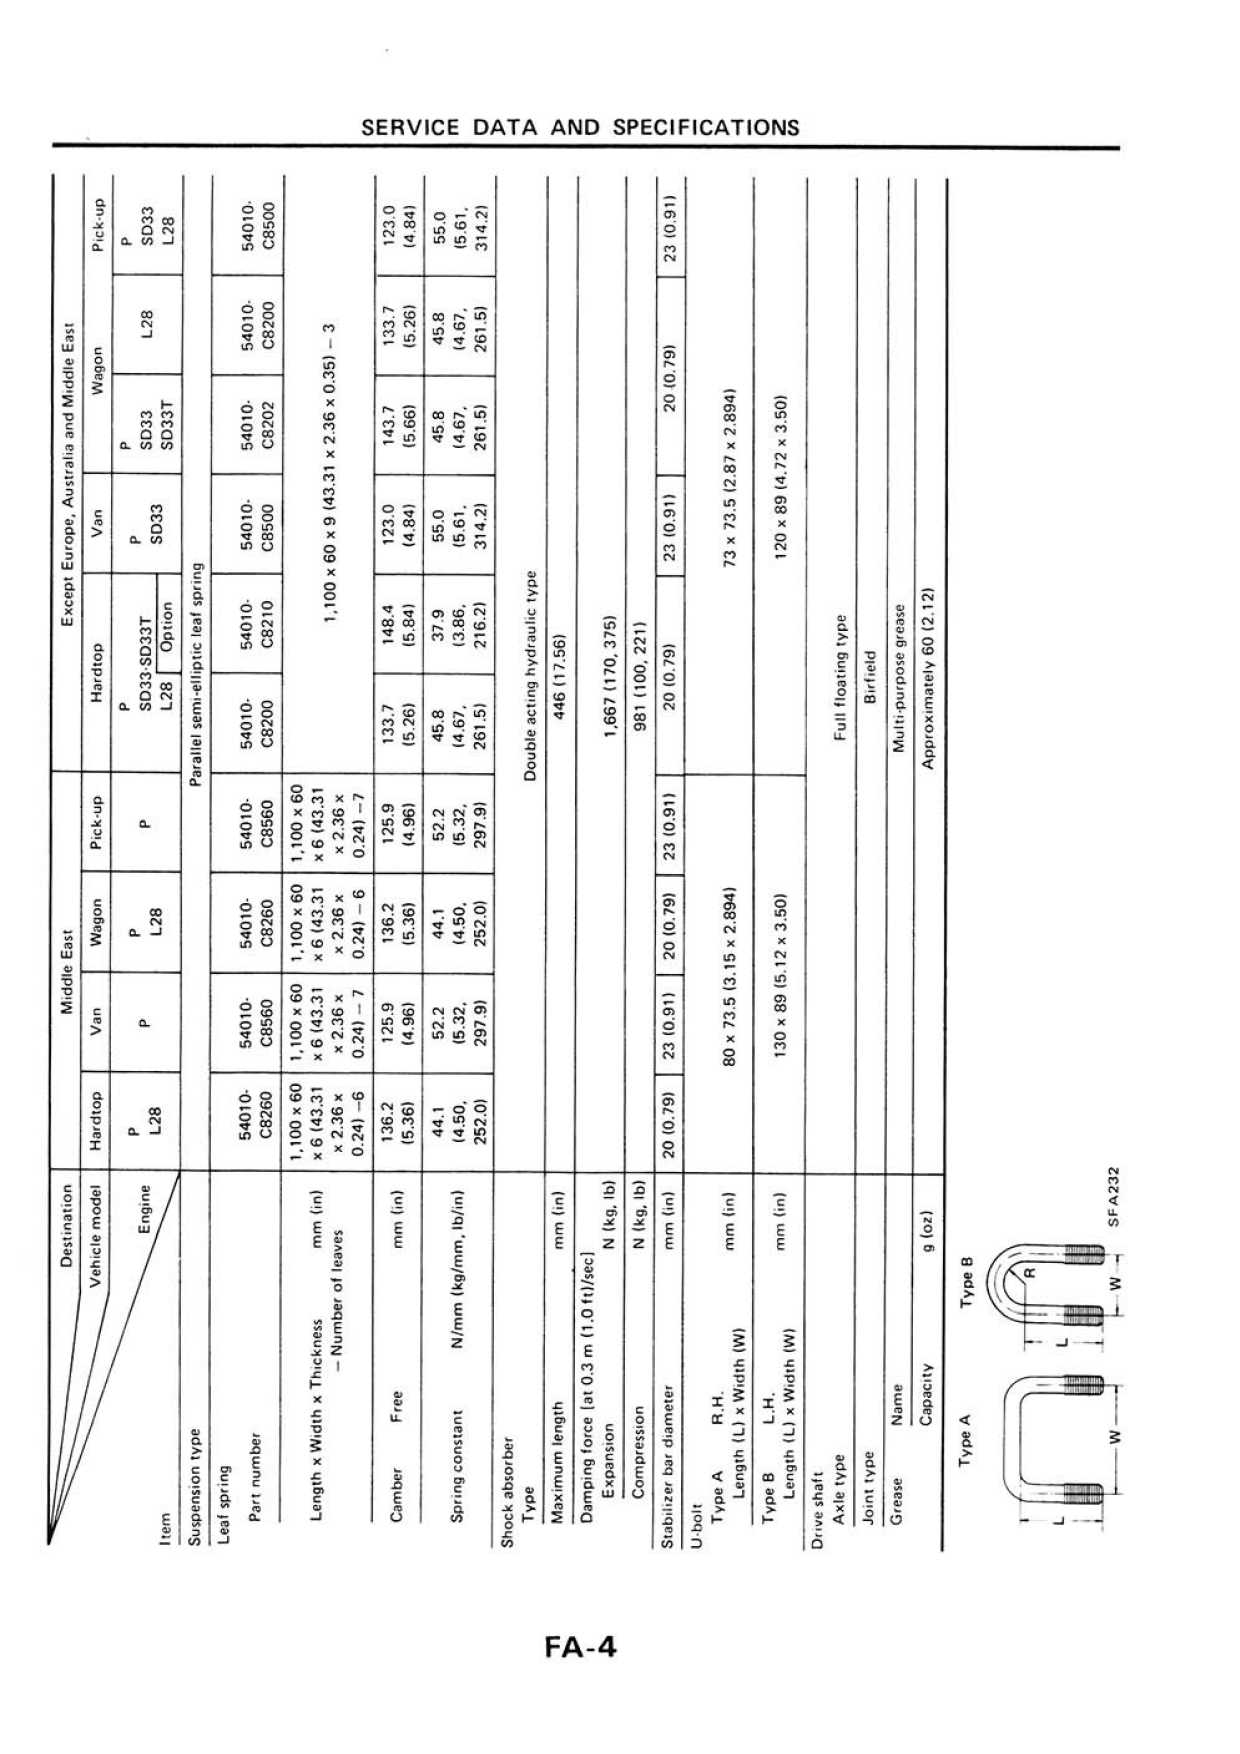 SERVICE DATA AND SPECIFICATIONS
Destination
Middle East
Except Europe, Australia and Middle East
Vehicle model
Hardtop
Van
Wagon
Pick-up
Hardtop
Van
Wagon
Pick-up
Engine
Item
P
L28
P
P
L28
P
P
SD33·SD33T
L28
Option
P
SD33
P
SD33
SD33T
L28
P
SD33
L28
Suspension type
Parallel semi-elliptic leaf spring
Leaf spring
Part number
54010-
C8260
54010-
C8560
54010-
C8260
54010-
C8560
54010-
C8200
54010-
C8210
54010-
C8500
54010-
C8202
54010-
C8200
54010-
C8500
Length x Width x Thickness mm (in)
– Number of leaves
1,100 x 60
x 6 (43.31
x 2.36 x
0.24) –6
1,100 x 60
x 6 (43.31
x 2.36 x
0.24) – 7
1,100 x 60
x 6 (43.31
x 2.36 x
0.24) – 6
1,100 x 60
x 6 (43.31
x 2.36 x
0.24) –7
1,100 x 60 x 9 (43.31 x 2.36 x 0.35) – 3
Camber Free mm (in)
136.2
(5.36)
125.9
(4.96)
136.2
(5.36)
125.9
(4.96)
133.7
(5.26)
148.4
(5.84)
123.0
(4.84)
143.7
(5.66)
133.7
(5.26)
123.0
(4.84)
Spring constant N/mm (kg/mm, lb/in)
44.1
(4.50,
252.0)
52.2
(5.32,
297.9)
44.1
(4.50,
252.0)
52.2
(5.32,
297.9)
45.8
(4.67,
261.5)
37.9
(3.86,
216.2)
55.0
(5.61,
314.2)
45.8
(4.67,
261.5)
45.8
(4.67,
261.5)
55.0
(5.61,
314.2)
Shock absorber
Type
Double acting hydraulic type
Maximum length mm (in)
446 (17.56)
Damping force [at 0.3 m (1.0 ft)/sec]
Expansion N (kg, lb)
1,667 (170, 375)
Compression N (kg, lb)
981 (100, 221)
Stabilizer bar diameter mm (in)
20 (0.79)
23 (0.91)
20 (0.79)
23 (0.91)
20 (0.79)
23 (0.91)
20 (0.79)
23 (0.91)
U-bolt
Type A R.H.
Length (L) x Width (W) mm (in)
80 x 73.5 (3.15 x 2.894)
73 x 73.5 (2.87 x 2.894)
Type B L.H.
Length (L) x Width (W) mm (in)
130 x 89 (5.12 x 3.50)
120 x 89 (4.72 x 3.50)
Drive shaft
Axle type
Full floating type
Joint type
Birfield
Grease Name
Multi-purpose grease
Capacity g (oz)
Approximately 60 (2.12)
Type A
Type B
L
W
L
R
W
SFA232
FA-4